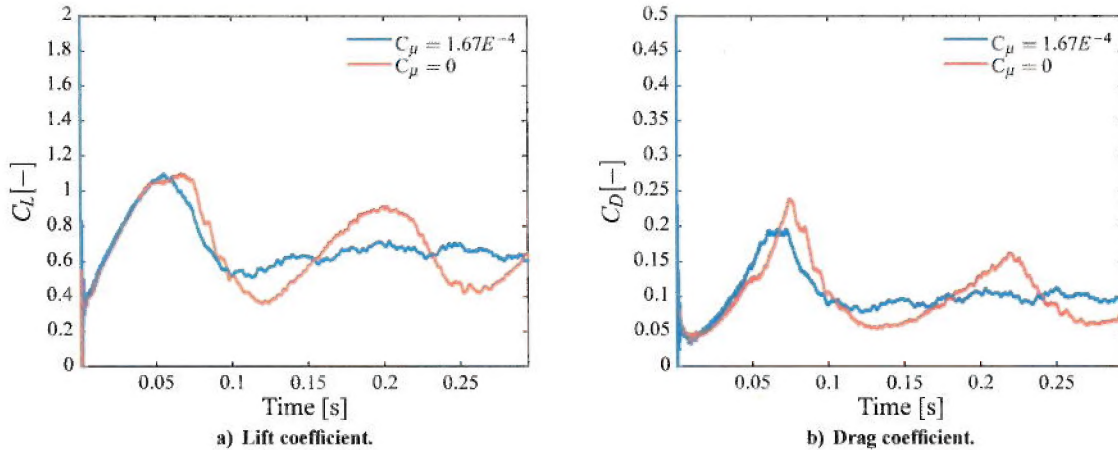 2
1.8
1.6
1.4
1.2
1
0.8
0.6
0.4
0.2
0
C_L [−]
C_μ = 1.67E^{−4}
C_μ = 0
0.05 0.1 0.15 0.2 0.25
Time [s]
a) Lift coefficient.
0.5
0.45
0.4
0.35
0.3
0.25
0.2
0.15
0.1
0.05
0
C_D [−]
C_μ = 1.67E^{−4}
C_μ = 0
0.05 0.1 0.15 0.2 0.25
Time [s]
b) Drag coefficient.